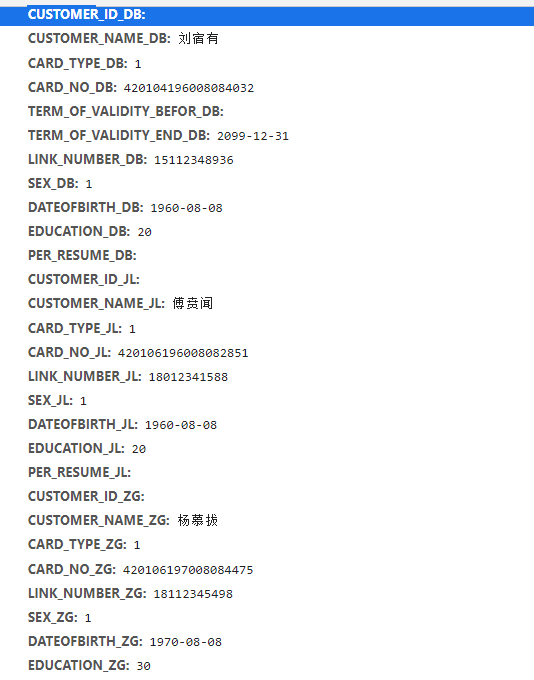 CUSTOMER_ID_DB:
CUSTOMER_NAME_DB: 刘宿有
CARD_TYPE_DB: 1
CARD_NO_DB: 420104196008084032
TERM_OF_VALIDITY_BEFOR_DB:
TERM_OF_VALIDITY_END_DB: 2099-12-31
LINK_NUMBER_DB: 15112348936
SEX_DB: 1
DATEOFBIRTH_DB: 1960-08-08
EDUCATION_DB: 20
PER_RESUME_DB:
CUSTOMER_ID_JL:
CUSTOMER_NAME_JL: 傅贲闻
CARD_TYPE_JL: 1
CARD_NO_JL: 420106196008082851
LINK_NUMBER_JL: 18012341588
SEX_JL: 1
DATEOFBIRTH_JL: 1960-08-08
EDUCATION_JL: 20
PER_RESUME_JL:
CUSTOMER_ID_ZG:
CUSTOMER_NAME_ZG: 杨慕拔
CARD_TYPE_ZG: 1
CARD_NO_ZG: 420106197008084475
LINK_NUMBER_ZG: 18112345498
SEX_ZG: 1
DATEOFBIRTH_ZG: 1970-08-08
EDUCATION_ZG: 30